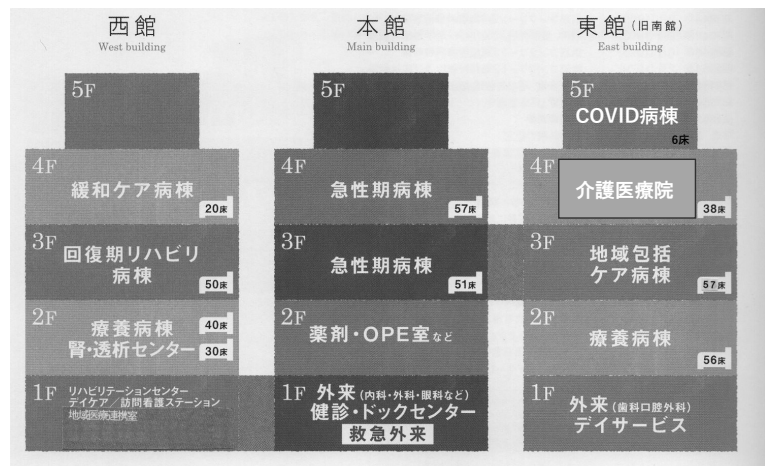 西館
West building
5F
4F
緩和ケア病棟
20床
3F
回復期リハビリ
病棟
50床
2F
療養病棟 40床
腎・透析センター 30床
1F
リハビリテーションセンター
デイケア／訪問看護ステーション
地域医療連携室
本館
Main building
5F
4F
急性期病棟
57床
3F
急性期病棟
51床
2F
薬剤・OPE室など
1F
外来(内科・外科・眼科など)
健診・ドックセンター
救急外来
東館(旧南館)
East building
5F
COVID病棟
6床
4F
介護医療院
38床
3F
地域包括
ケア病棟
57床
2F
療養病棟
56床
1F
外来(歯科口腔外科)
デイサービス